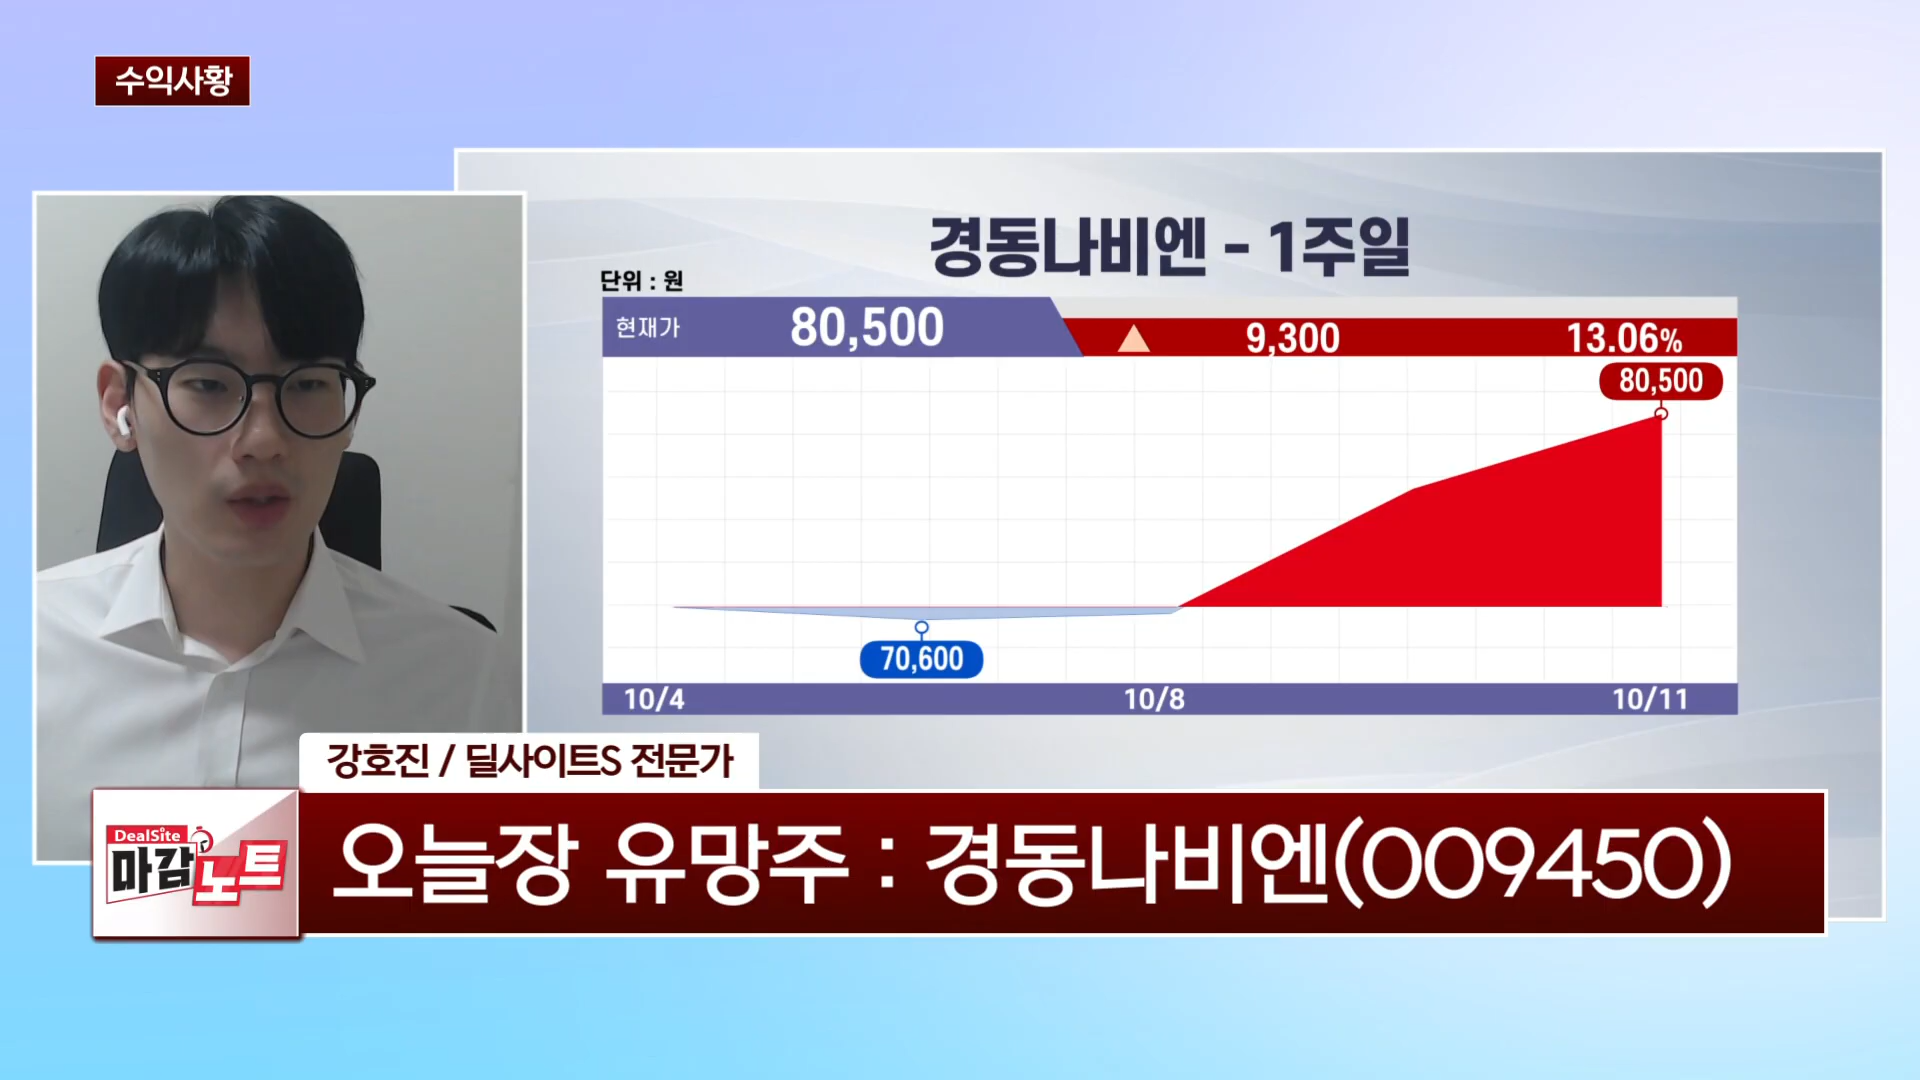 수익사황
경동나비엔 - 1주일
단위 : 원
현재가 80,500 ▲ 9,300 13.06%
80,500
70,600
10/4 10/8 10/11
강호진 / 딜사이트S 전문가
DealSite
마감노트
오늘장 유망주 : 경동나비엔(009450)